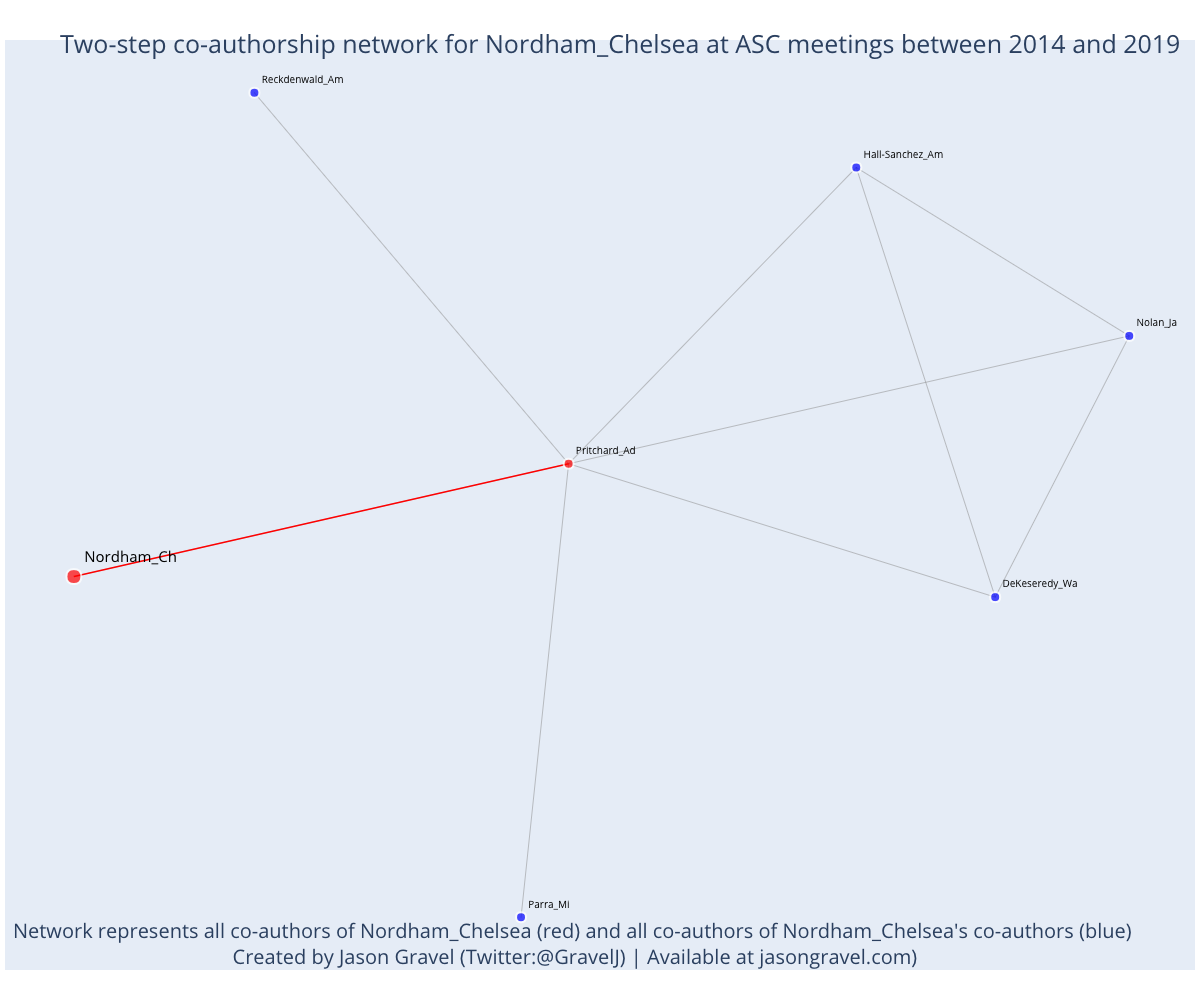 Two-step co-authorship network for Nordham_Chelsea at ASC meetings between 2014 and 2019
Reckdenwald_Am
Hall-Sanchez_Am
Nolan_Ja
Pritchard_Ad
Nordham_Ch
DeKeseredy_Wa
Parra_Mi
Network represents all co-authors of Nordham_Chelsea (red) and all co-authors of Nordham_Chelsea's co-authors (blue)
Created by Jason Gravel (Twitter:@GravelJ) | Available at jasongravel.com)